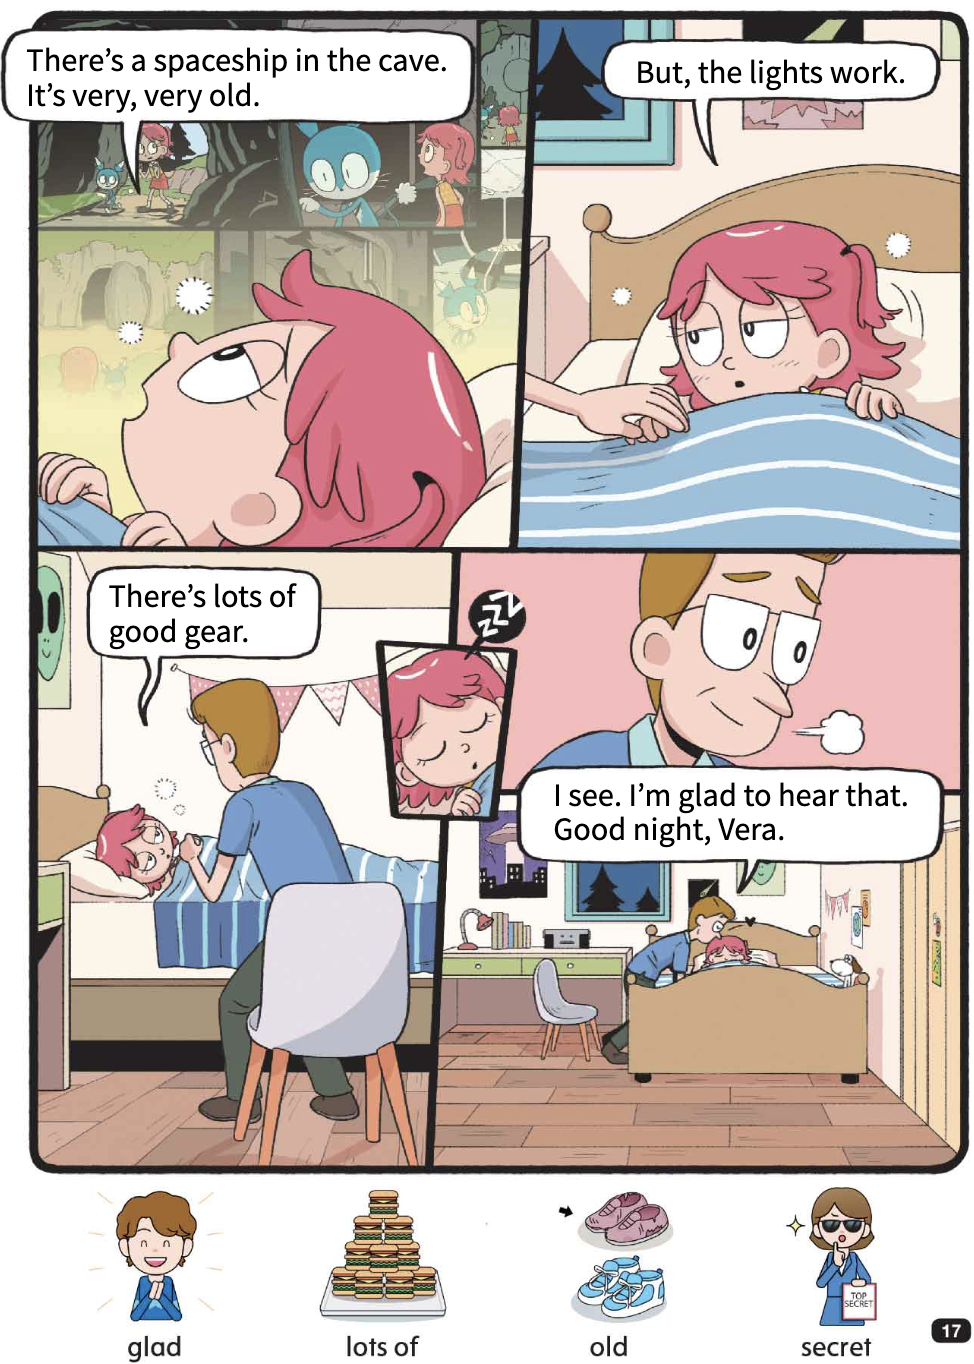 There's a spaceship in the cave.
It's very, very old.
But, the lights work.
There's lots of
good gear.
zzZ
I see. I'm glad to hear that.
Good night, Vera.
TOP
SECRET
glad
lots of
old
secret
17